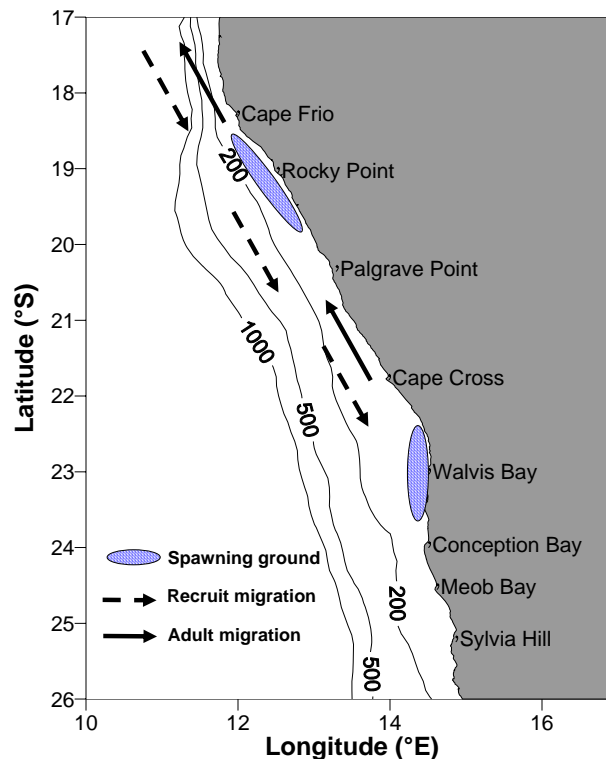 17
18
19
20
21
22
23
24
25
26
Latitude (°S)
Cape Frio
200
Rocky Point
Palgrave Point
1000
Cape Cross
500
Walvis Bay
Spawning ground
Conception Bay
Recruit migration
Meob Bay
200
Adult migration
Sylvia Hill
500
10
12
14
16
Longitude (°E)